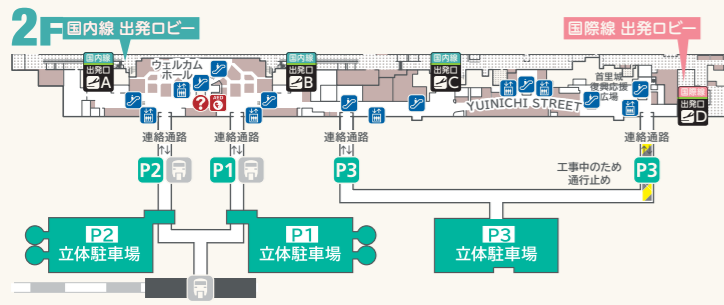 2F 国内線 出発ロビー
国際線 出発ロビー
国内線
出発口
A
ウェルカム
ホール
国内線
出発口
B
国内線
出発口
C
YUINICHI STREET
首里城
復興応援
広場
国際線
出発口
D
?
連絡通路
P2
連絡通路
P1
連絡通路
P3
連絡通路
P3
工事中のため
通行止め
P2
立体駐車場
P1
立体駐車場
P3
立体駐車場